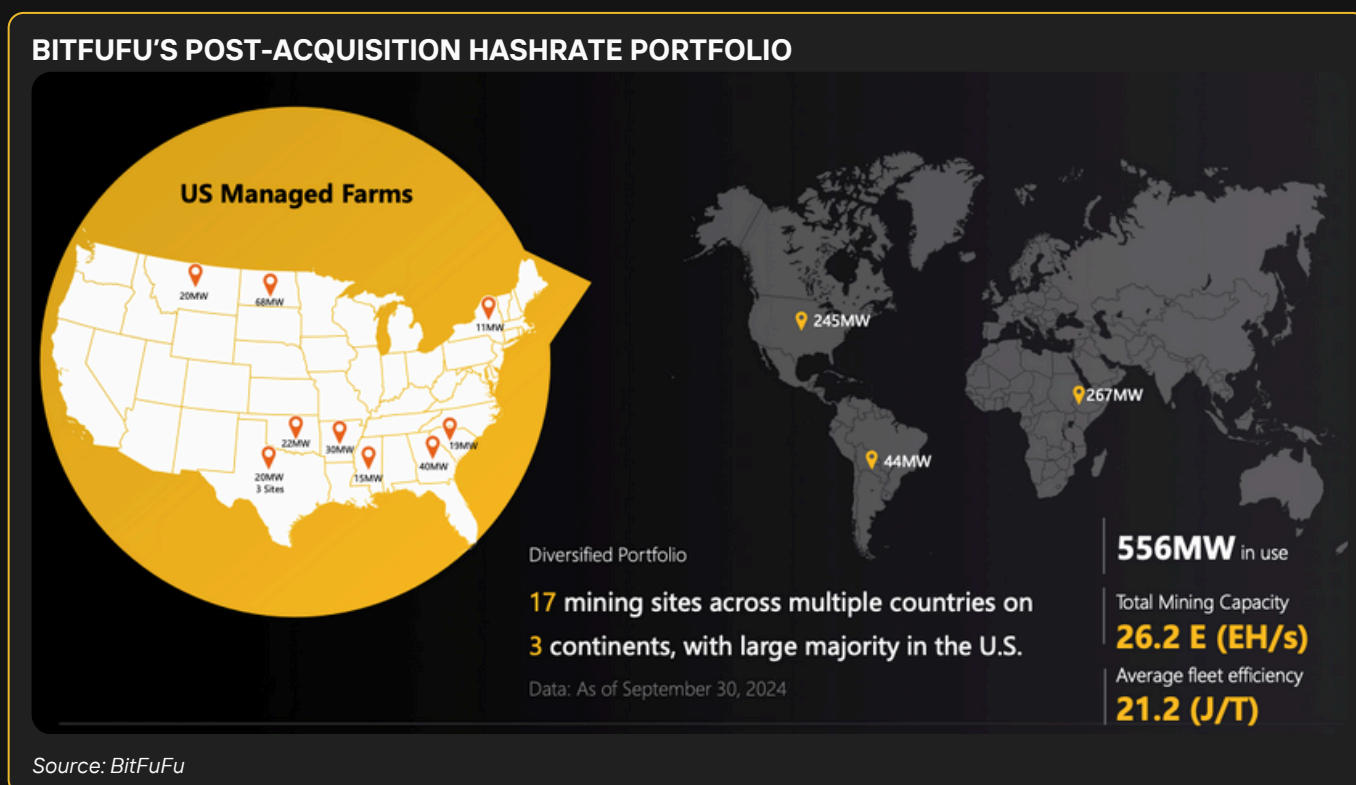 BITFUFU'S POST-ACQUISITION HASHRATE PORTFOLIO
US Managed Farms
20MW
68MW
11MW
22MW
30MW
19MW
40MW
15MW
20MW
3 Sites
245MW
267MW
44MW
Diversified Portfolio
17 mining sites across multiple countries on
3 continents, with large majority in the U.S.
Data: As of September 30, 2024
556MW in use
Total Mining Capacity
26.2 E (EH/s)
Average fleet efficiency
21.2 (J/T)
Source: BitFuFu